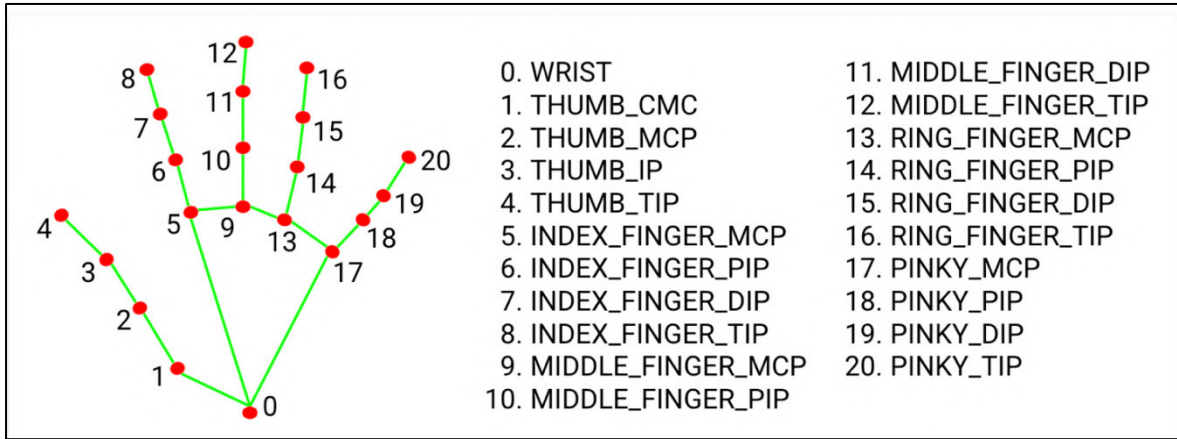 12
8
16
11
7
15
10
6
14
20
19
4
5
9
13
18
3
17
2
1
0
0. WRIST
1. THUMB_CMC
2. THUMB_MCP
3. THUMB_IP
4. THUMB_TIP
5. INDEX_FINGER_MCP
6. INDEX_FINGER_PIP
7. INDEX_FINGER_DIP
8. INDEX_FINGER_TIP
9. MIDDLE_FINGER_MCP
10. MIDDLE_FINGER_PIP
11. MIDDLE_FINGER_DIP
12. MIDDLE_FINGER_TIP
13. RING_FINGER_MCP
14. RING_FINGER_PIP
15. RING_FINGER_DIP
16. RING_FINGER_TIP
17. PINKY_MCP
18. PINKY_PIP
19. PINKY_DIP
20. PINKY_TIP